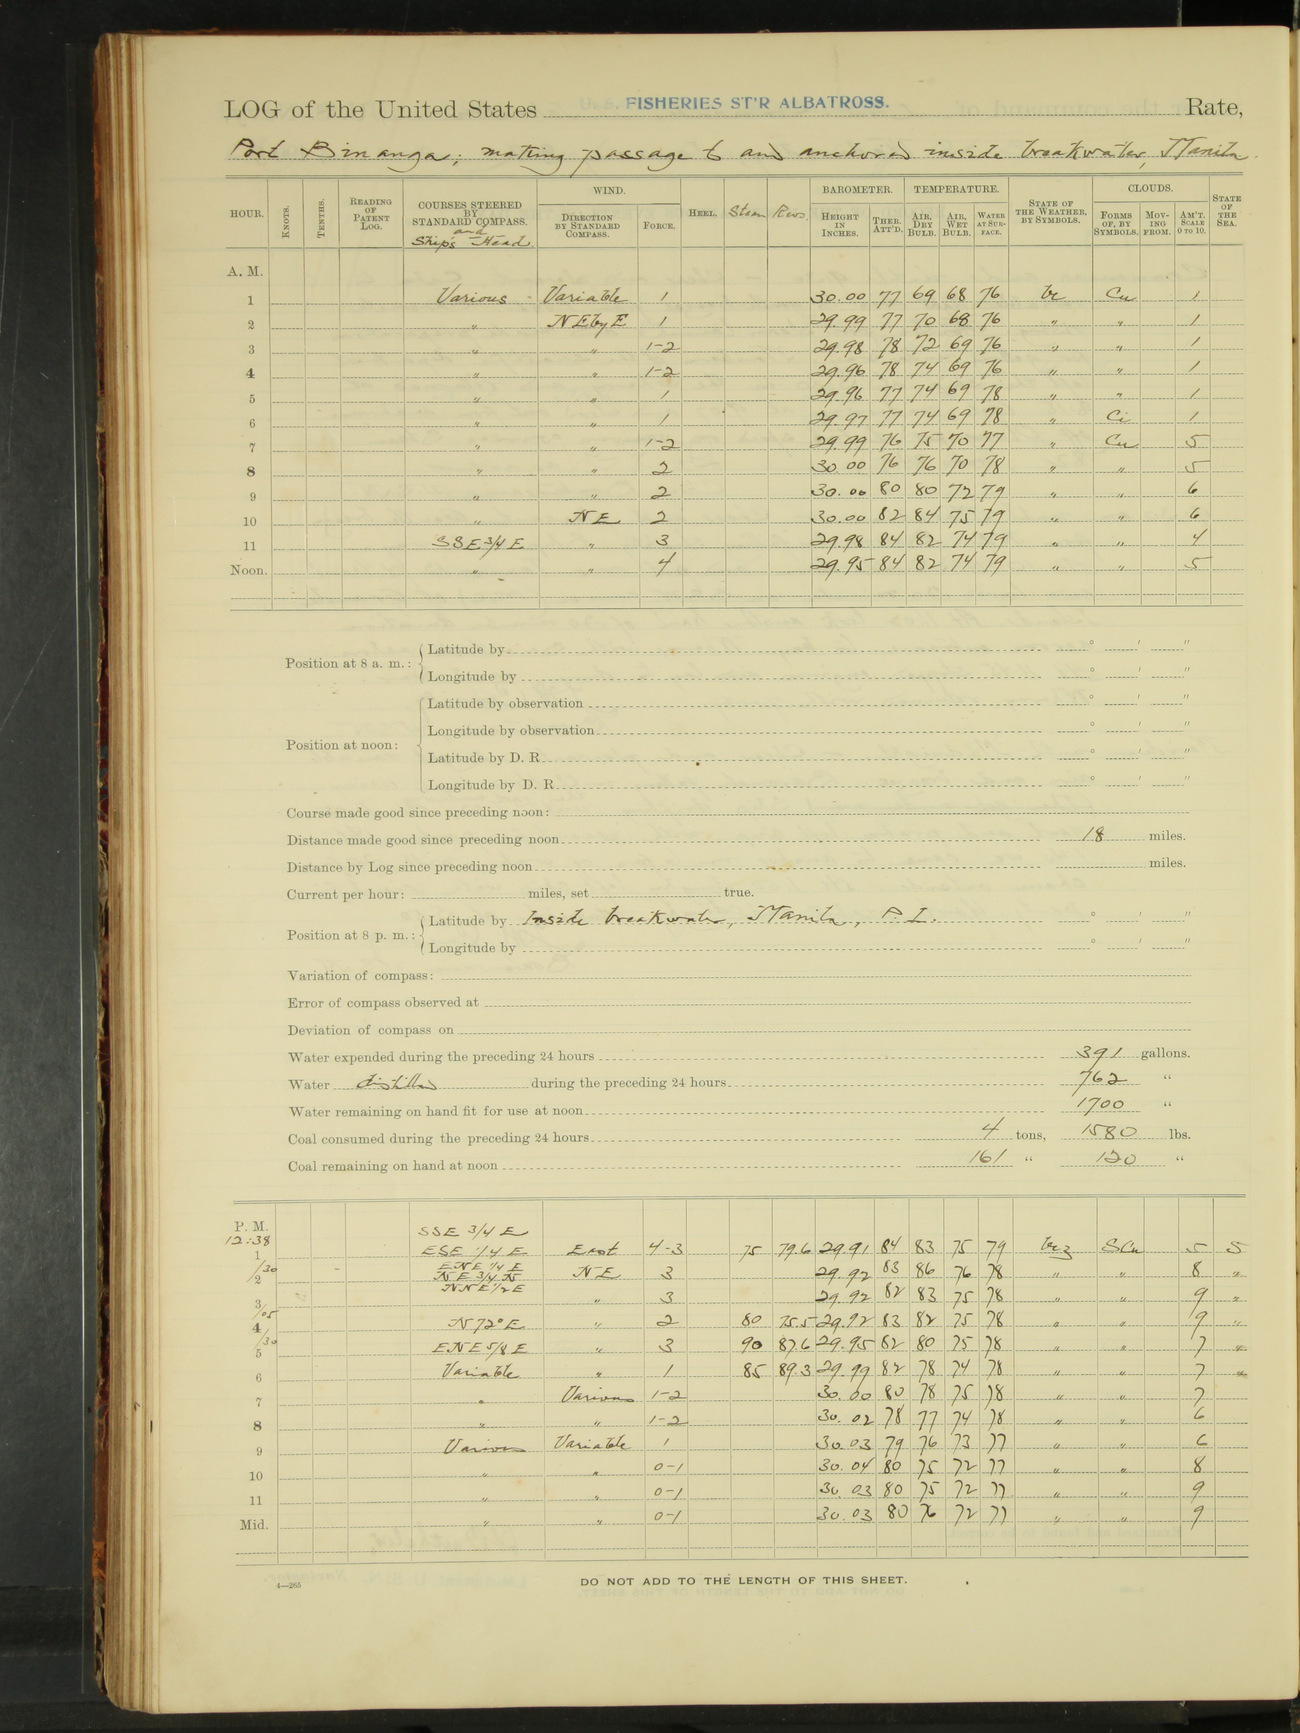 LOG of the United States U.S. FISHERIES ST'R ALBATROSS. Rate,
Port Binanga; making passage to and anchored inside breakwater, Manila.
HOUR. KNOTS. TENTHS. READING OF PATENT LOG. COURSES STEERED BY STANDARD COMPASS. and Ship's Head WIND. DIRECTION BY STANDARD COMPASS. FORCE. HEEL. Steam Revs. BAROMETER. HEIGHT IN INCHES. THER. ATT'D. TEMPERATURE. AIR, DRY BULB. AIR, WET BULB. WATER AT SURFACE. STATE OF THE WEATHER, BY SYMBOLS. CLOUDS. FORMS OF, BY SYMBOLS. MOVING FROM. AM'T. SCALE 0 TO 10. STATE OF THE SEA.
A. M.
1 Various Variable 1 30.00 77 69 68 76 bc Cu 1
2 " NE by E 1 29.99 77 70 68 76 " " 1
3 " " 1-2 29.98 78 72 69 76 " " 1
4 " " 1-2 29.96 78 74 69 76 " " 1
5 " " 1 29.96 77 74 69 78 " " 1
6 " " 1 29.97 77 74 69 78 " Ci 1
7 " " 1-2 29.99 76 75 70 77 " Cu 5
8 " " 2 30.00 76 76 70 78 " " 5
9 " " 2 30.00 80 80 72 79 " " 6
10 " NE 2 30.00 82 84 75 79 " " 6
11 SSE 3/4 E " 3 29.98 84 82 74 79 " " 4
Noon. " " 4 29.95 84 82 74 79 " " 5
Position at 8 a. m.: Latitude by ° ' "
Longitude by ° ' "
Position at noon: Latitude by observation ° ' "
Longitude by observation ° ' "
Latitude by D. R. ° ' "
Longitude by D. R. ° ' "
Course made good since preceding noon:
Distance made good since preceding noon 18 miles.
Distance by Log since preceding noon miles.
Current per hour: miles, set true.
Position at 8 p. m.: Latitude by Inside breakwater, Manila, P. I. ° ' "
Longitude by ° ' "
Variation of compass:
Error of compass observed at
Deviation of compass on
Water expended during the preceding 24 hours 391 gallons.
Water distilled during the preceding 24 hours 762 "
Water remaining on hand fit for use at noon 1700 "
Coal consumed during the preceding 24 hours 4 tons, 1580 lbs.
Coal remaining on hand at noon 161 " 120 "
P. M. SSE 3/4 E
12:38
1 ESE 1/4 E East 4-3 75 79.6 29.91 84 83 75 79 bcz SCu 5 S
/30 ENE 1/4 E
2 NE 3/4 N NE 3 29.92 83 86 76 78 " " 8 "
NNE 1/2 E
3 " 3 29.92 82 83 75 78 " " 9 "
/05
4 N 72° E " 2 80 75.5 29.92 83 82 75 78 " " 9 "
/30
5 ENE 5/8 E " 3 90 87.6 29.95 82 80 75 78 " " 7 "
6 Variable " 1 85 89.3 29.99 82 78 74 78 " " 7 "
7 " Various 1-2 30.00 80 78 75 78 " " 7
8 " " 1-2 30.02 78 77 74 78 " " 6
9 Various Variable 1 30.03 79 76 73 77 " " 6
10 " " 0-1 30.04 80 75 72 77 " " 8
11 " " 0-1 30.03 80 75 72 77 " " 9
Mid. " " 0-1 30.03 80 76 72 77 " " 9
4—265
DO NOT ADD TO THE LENGTH OF THIS SHEET.